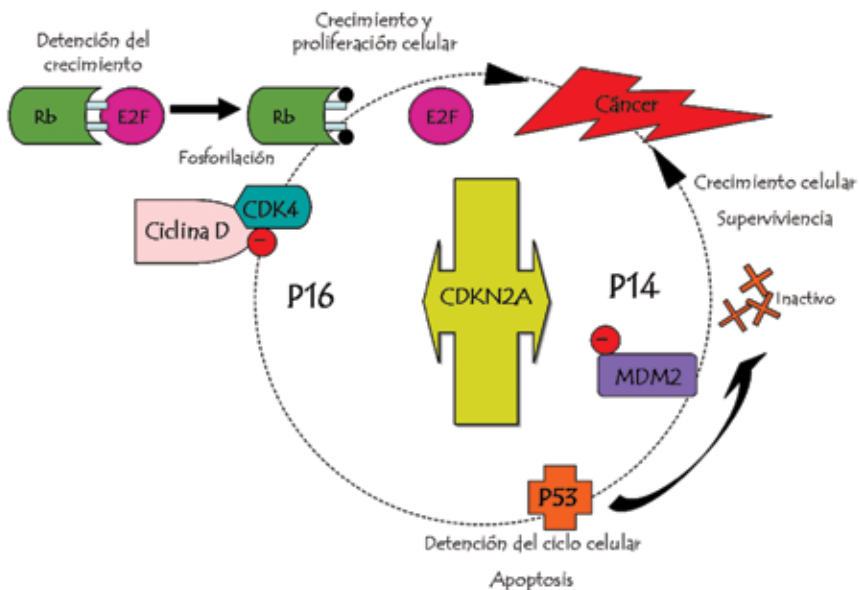 Crecimiento y
proliferación celular
Detención del
crecimiento
Rb
E2F
Rb
E2F
Cáncer
Fosforilación
CDK4
Ciclina D
−
Crecimiento celular
Superviviencia
P16
CDKN2A
P14
Inactivo
−
MDM2
P53
Detención del ciclo celular
Apoptosis